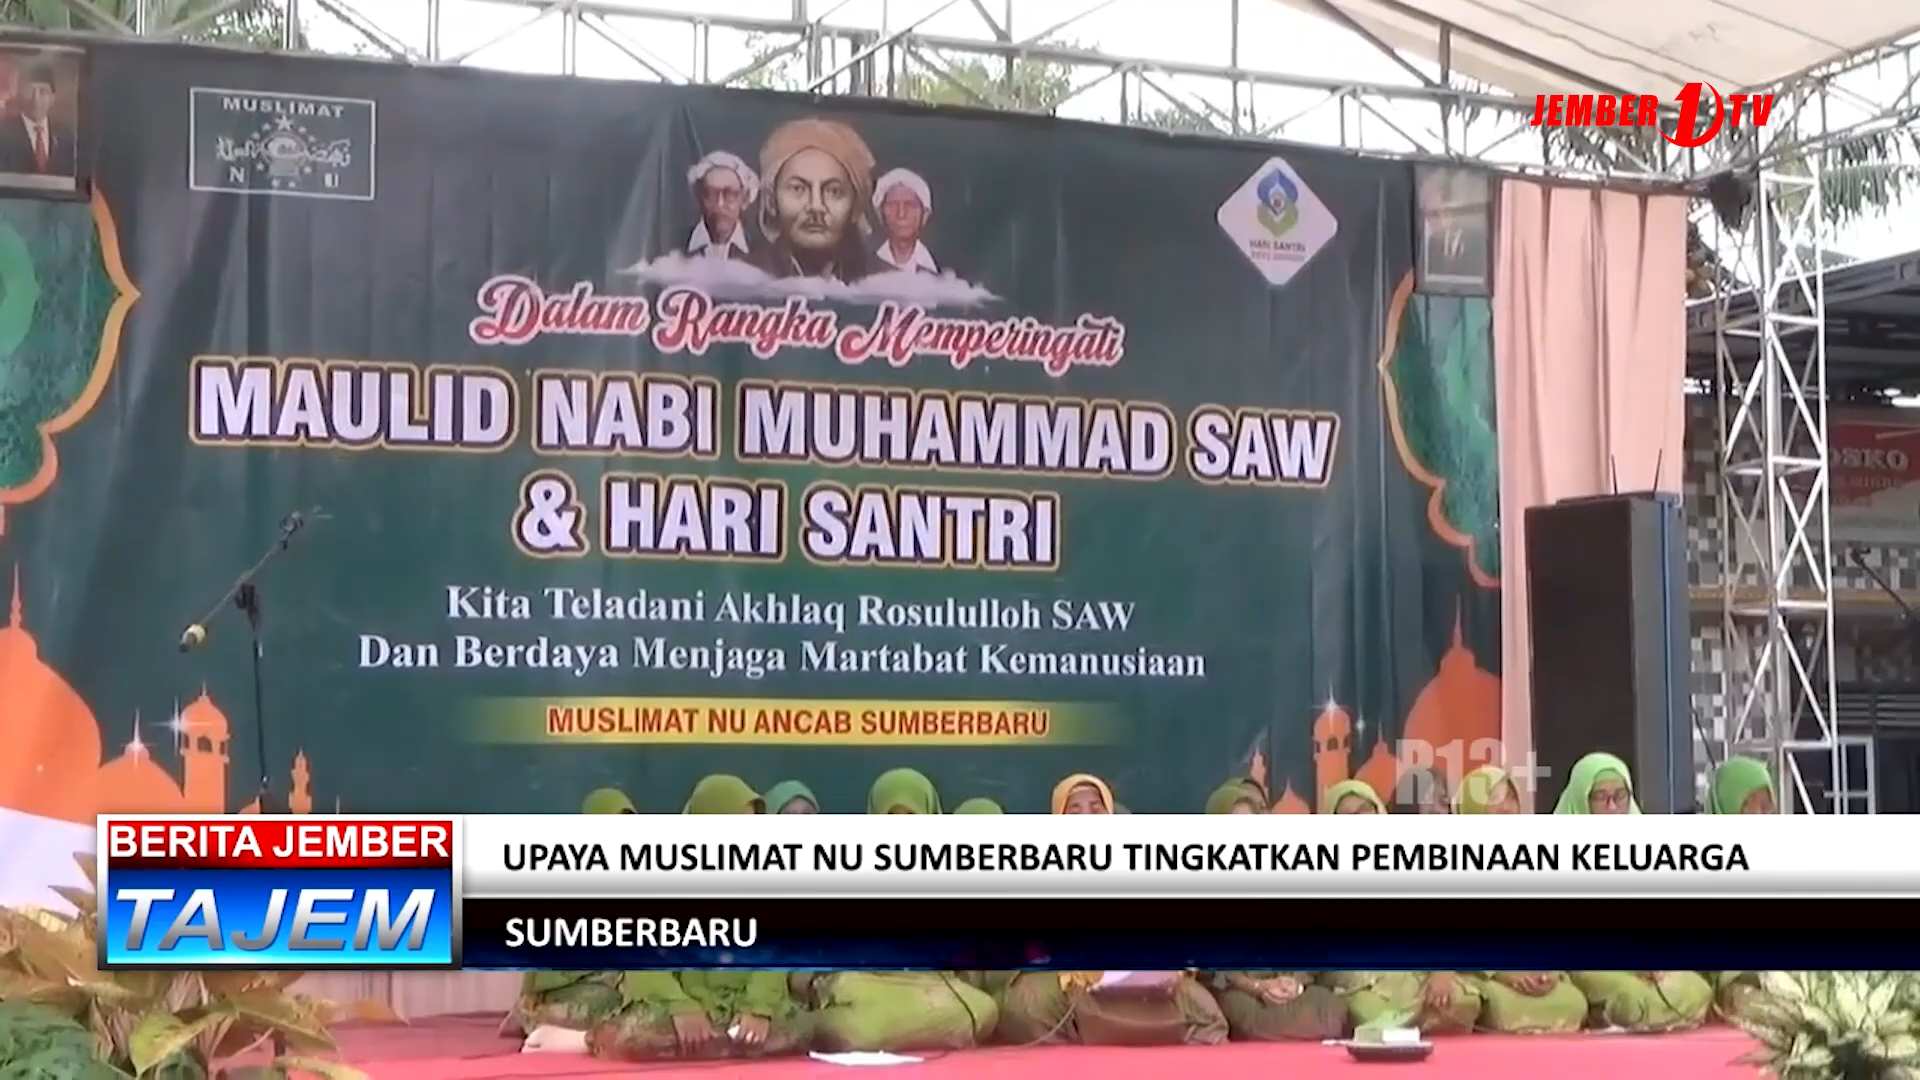 JEMBER 1 TV
MUSLIMAT
N U
HARI SANTRI
Dalam Rangka Memperingati
MAULID NABI MUHAMMAD SAW
& HARI SANTRI
Kita Teladani Akhlaq Rosululloh SAW
Dan Berdaya Menjaga Martabat Kemanusiaan
MUSLIMAT NU ANCAB SUMBERBARU
R13+
BERITA JEMBER
TAJEM
UPAYA MUSLIMAT NU SUMBERBARU TINGKATKAN PEMBINAAN KELUARGA
SUMBERBARU